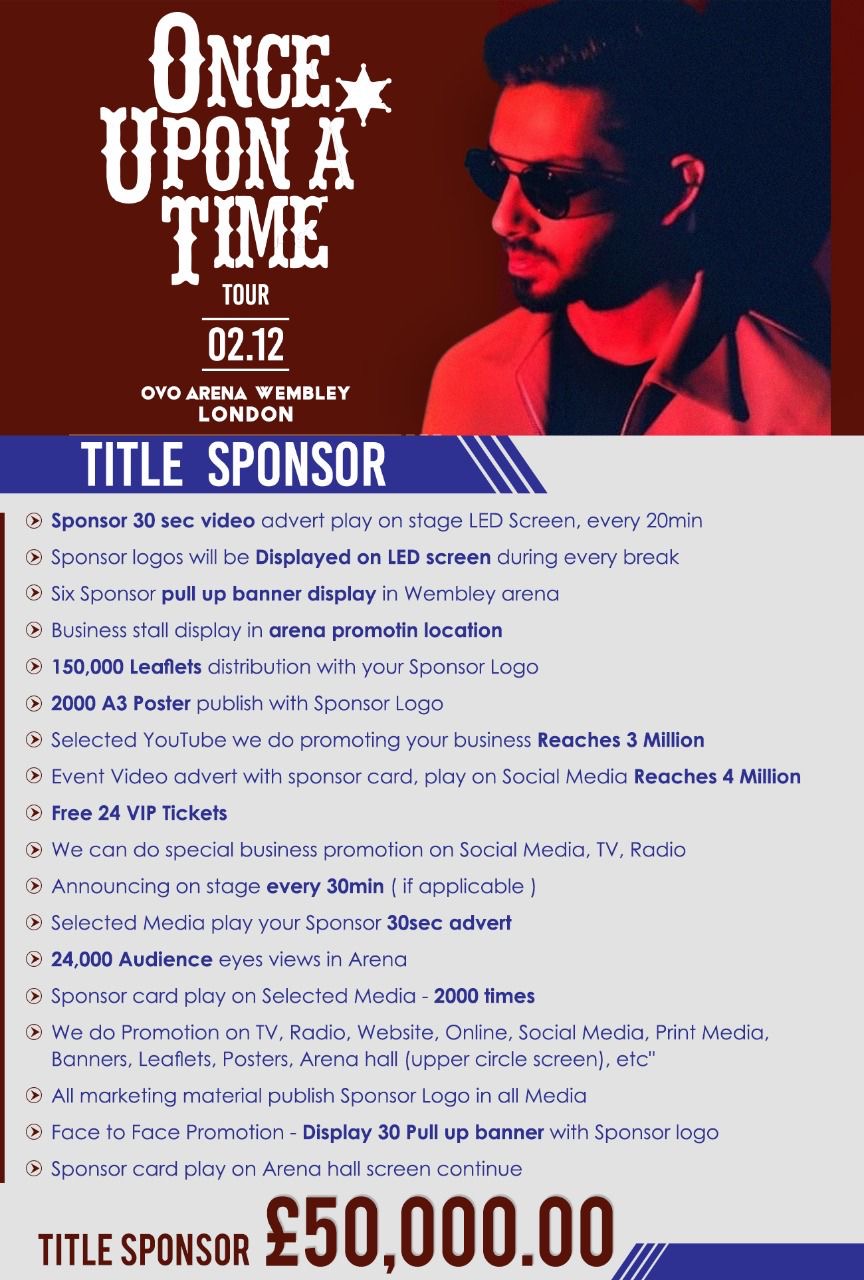 ONCE
UPON A
TIME
TOUR
02.12
OVO ARENA WEMBLEY
LONDON
TITLE SPONSOR
Sponsor 30 sec video advert play on stage LED Screen, every 20min
Sponsor logos will be Displayed on LED screen during every break
Six Sponsor pull up banner display in Wembley arena
Business stall display in arena promotin location
150,000 Leaflets distribution with your Sponsor Logo
2000 A3 Poster publish with Sponsor Logo
Selected YouTube we do promoting your business Reaches 3 Million
Event Video advert with sponsor card, play on Social Media Reaches 4 Million
Free 24 VIP Tickets
We can do special business promotion on Social Media, TV, Radio
Announcing on stage every 30min ( if applicable )
Selected Media play your Sponsor 30sec advert
24,000 Audience eyes views in Arena
Sponsor card play on Selected Media - 2000 times
We do Promotion on TV, Radio, Website, Online, Social Media, Print Media,
Banners, Leaflets, Posters, Arena hall (upper circle screen), etc"
All marketing material publish Sponsor Logo in all Media
Face to Face Promotion - Display 30 Pull up banner with Sponsor logo
Sponsor card play on Arena hall screen continue
TITLE SPONSOR £50,000.00